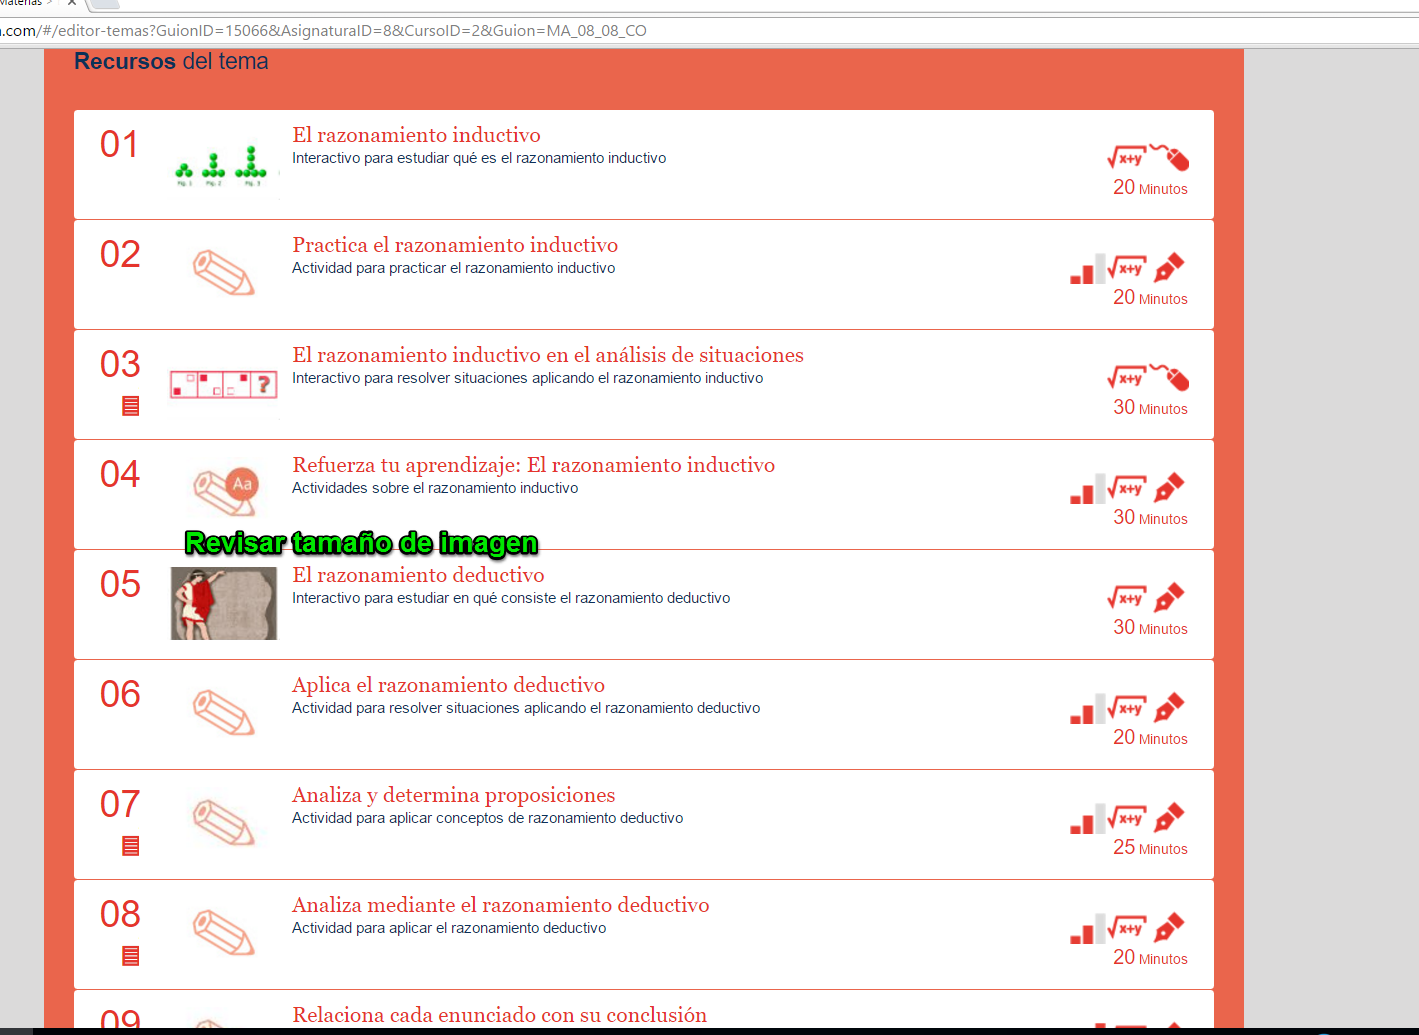 Materias >
a.com/#/editor-temas?GuionID=15066&AsignaturaID=8&CursoID=2&Guion=MA_08_08_CO
Recursos del tema
01
Fig. 1 Fig. 2 Fig. 3
El razonamiento inductivo
Interactivo para estudiar qué es el razonamiento inductivo
√x+y
20 Minutos
02
Practica el razonamiento inductivo
Actividad para practicar el razonamiento inductivo
√x+y
20 Minutos
03
?
El razonamiento inductivo en el análisis de situaciones
Interactivo para resolver situaciones aplicando el razonamiento inductivo
√x+y
30 Minutos
04
Aa
Refuerza tu aprendizaje: El razonamiento inductivo
Actividades sobre el razonamiento inductivo
√x+y
30 Minutos
Revisar tamaño de imagen
05
El razonamiento deductivo
Interactivo para estudiar en qué consiste el razonamiento deductivo
√x+y
30 Minutos
06
Aplica el razonamiento deductivo
Actividad para resolver situaciones aplicando el razonamiento deductivo
√x+y
20 Minutos
07
Analiza y determina proposiciones
Actividad para aplicar conceptos de razonamiento deductivo
√x+y
25 Minutos
08
Analiza mediante el razonamiento deductivo
Actividad para aplicar el razonamiento deductivo
√x+y
20 Minutos
09
Relaciona cada enunciado con su conclusión